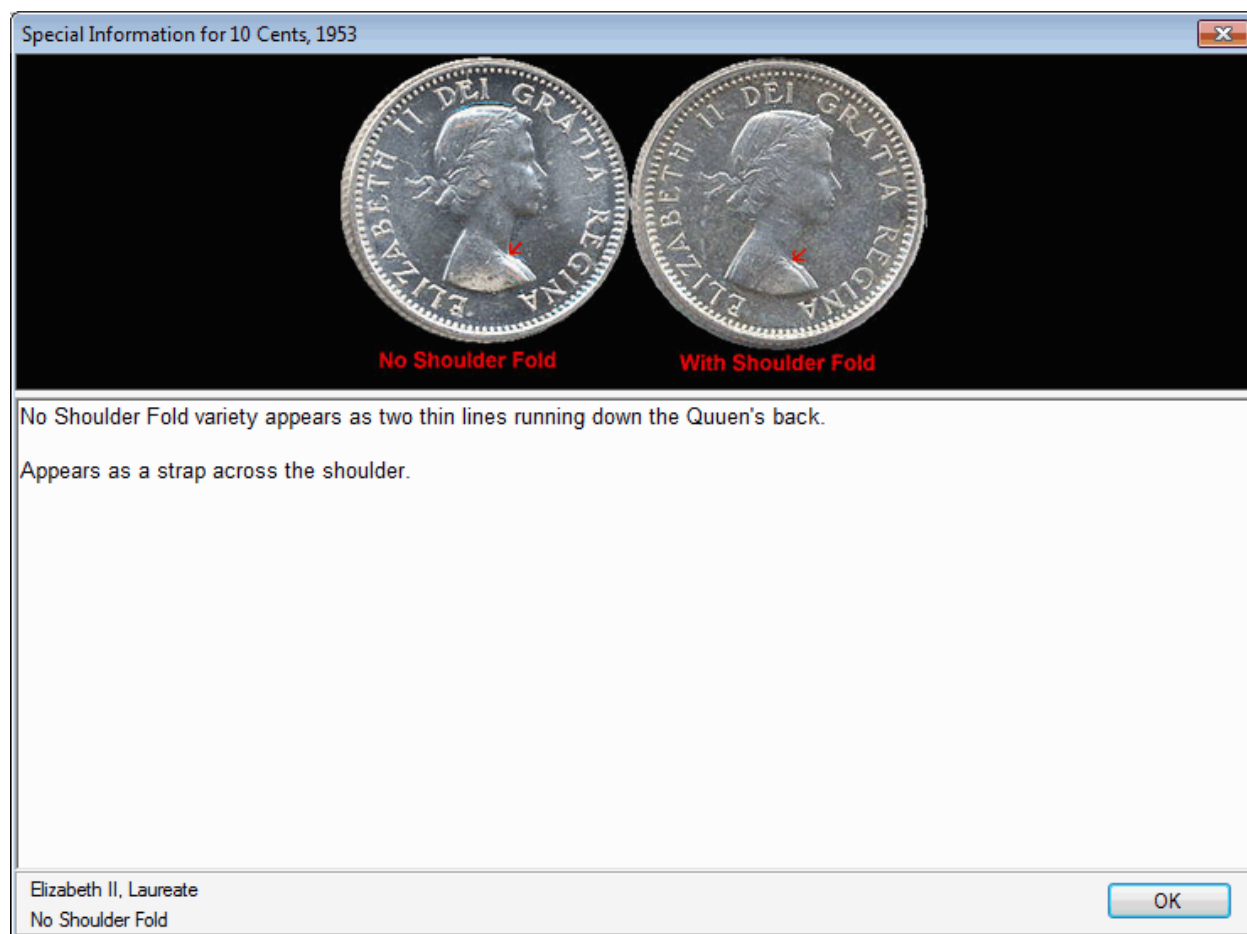 Special Information for 10 Cents, 1953
ELIZABETH II DEI GRATIA REGINA
ELIZABETH II DEI GRATIA REGINA
No Shoulder Fold
With Shoulder Fold
No Shoulder Fold variety appears as two thin lines running down the Quuen's back.
Appears as a strap across the shoulder.
Elizabeth II, Laureate
No Shoulder Fold
OK